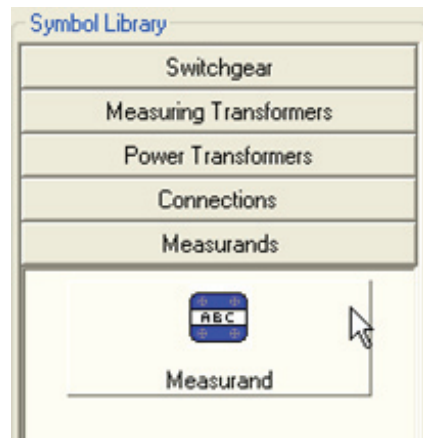 Symbol Library
Switchgear
Measuring Transformers
Power Transformers
Connections
Measurands
ABC
Measurand